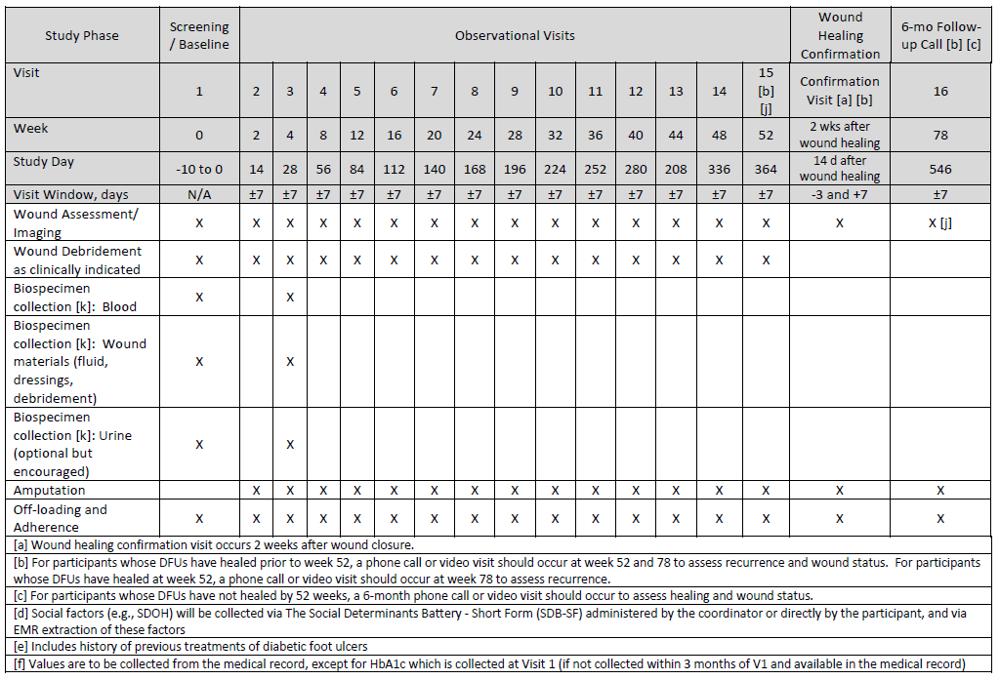 Study Phase Screening / Baseline Observational Visits Wound Healing Confirmation 6-mo Follow-up Call [b] [c]
Visit 1 2 3 4 5 6 7 8 9 10 11 12 13 14 15 [b] [j] Confirmation Visit [a] [b] 16
Week 0 2 4 8 12 16 20 24 28 32 36 40 44 48 52 2 wks after wound healing 78
Study Day -10 to 0 14 28 56 84 112 140 168 196 224 252 280 208 336 364 14 d after wound healing 546
Visit Window, days N/A ±7 ±7 ±7 ±7 ±7 ±7 ±7 ±7 ±7 ±7 ±7 ±7 ±7 ±7 -3 and +7 ±7
Wound Assessment/ Imaging X X X X X X X X X X X X X X X X X [j]
Wound Debridement as clinically indicated X X X X X X X X X X X X X X X
Biospecimen collection [k]: Blood X X
Biospecimen collection [k]: Wound materials (fluid, dressings, debridement) X X
Biospecimen collection [k]: Urine (optional but encouraged) X X
Amputation X X X X X X X X X X X X X X X X
Off-loading and Adherence X X X X X X X X X X X X X X X X X
[a] Wound healing confirmation visit occurs 2 weeks after wound closure.
[b] For participants whose DFUs have healed prior to week 52, a phone call or video visit should occur at week 52 and 78 to assess recurrence and wound status. For participants
whose DFUs have healed at week 52, a phone call or video visit should occur at week 78 to assess recurrence.
[c] For participants whose DFUs have not healed by 52 weeks, a 6-month phone call or video visit should occur to assess healing and wound status.
[d] Social factors (e.g., SDOH) will be collected via The Social Determinants Battery - Short Form (SDB-SF) administered by the coordinator or directly by the participant, and via
EMR extraction of these factors
[e] Includes history of previous treatments of diabetic foot ulcers
[f] Values are to be collected from the medical record, except for HbA1c which is collected at Visit 1 (if not collected within 3 months of V1 and available in the medical record)